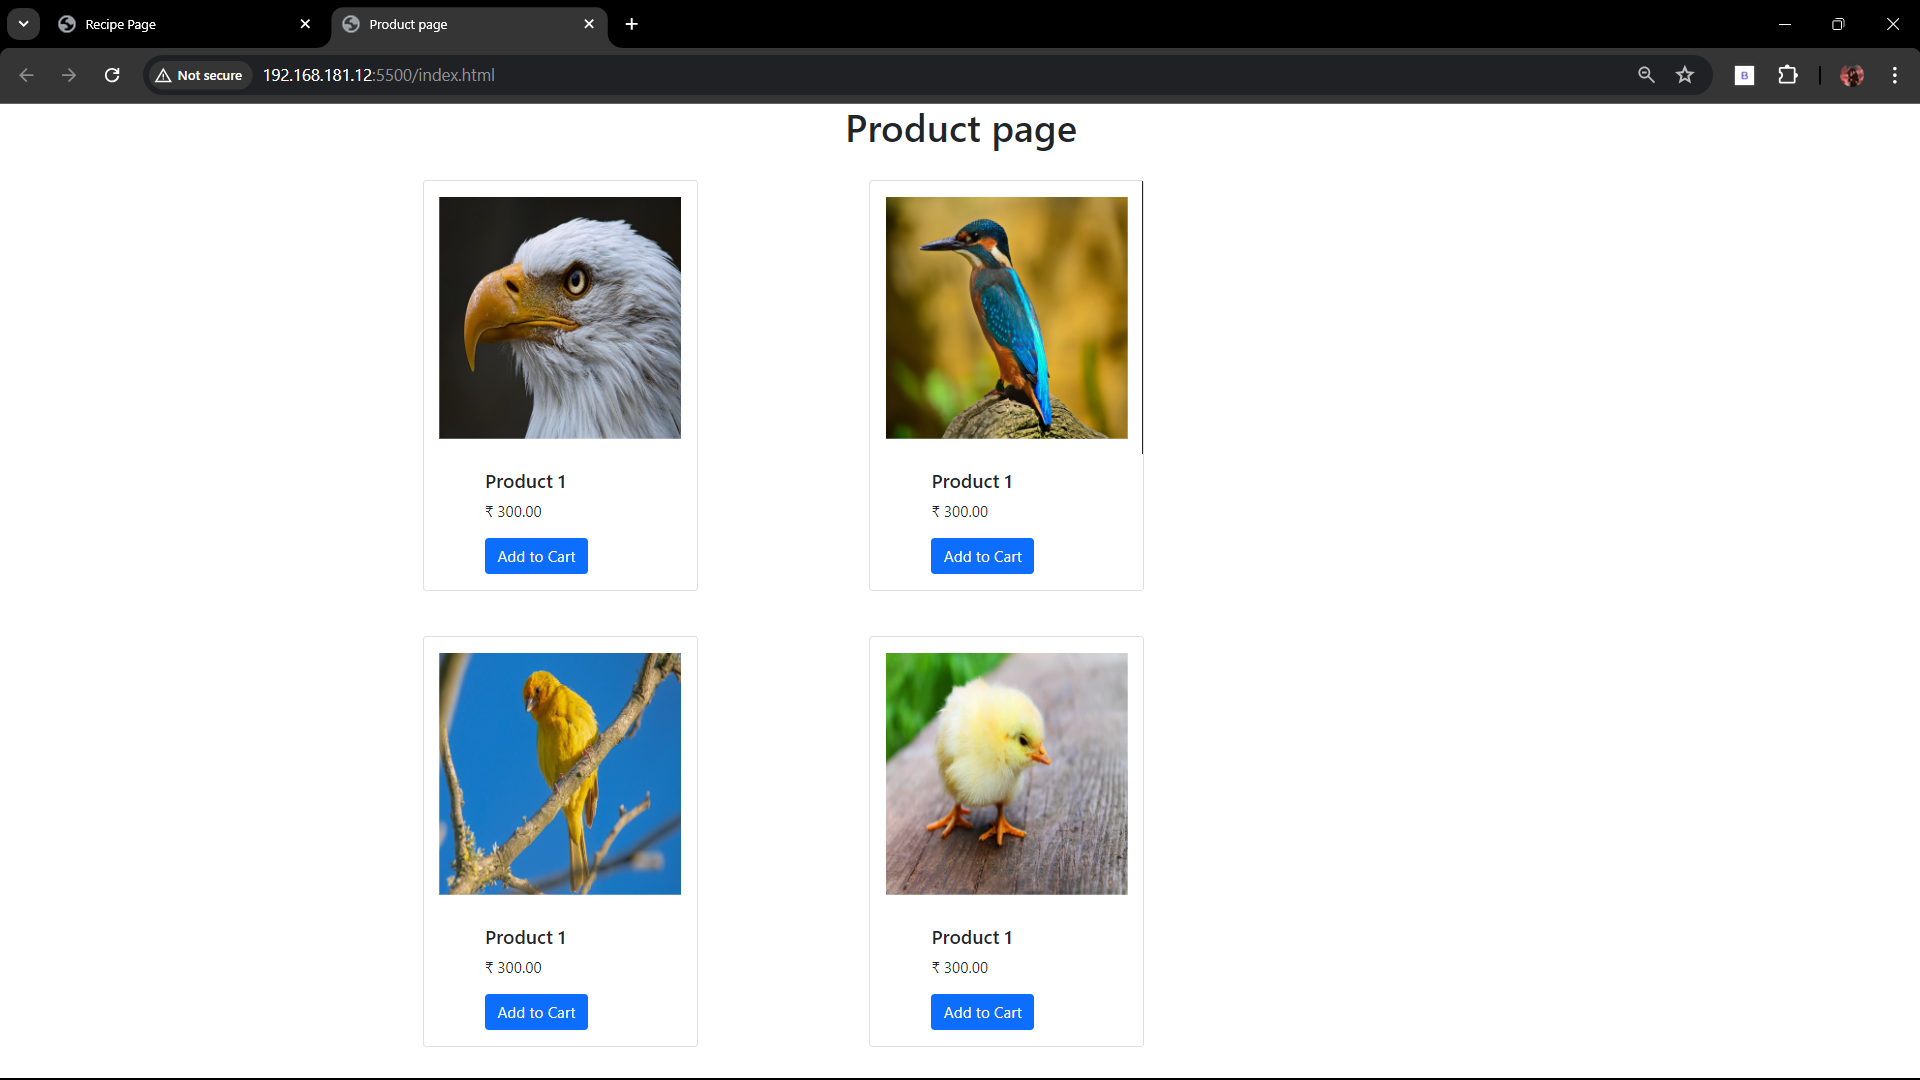 Recipe Page
Product page
Not secure
192.168.181.12:5500/index.html
B
Product page
Product 1
₹ 300.00
Add to Cart
Product 1
₹ 300.00
Add to Cart
Product 1
₹ 300.00
Add to Cart
Product 1
₹ 300.00
Add to Cart